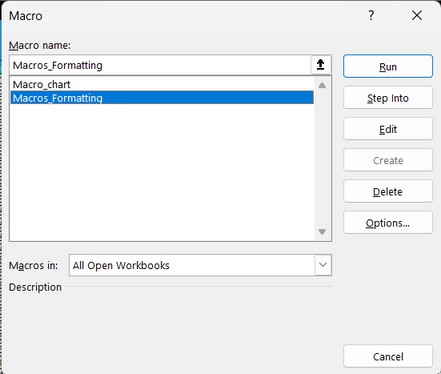 Macro
?
Macro name:
Macros_Formatting
Macro_chart
Macros_Formatting
Run
Step Into
Edit
Create
Delete
Options...
Macros in:
All Open Workbooks
Description
Cancel